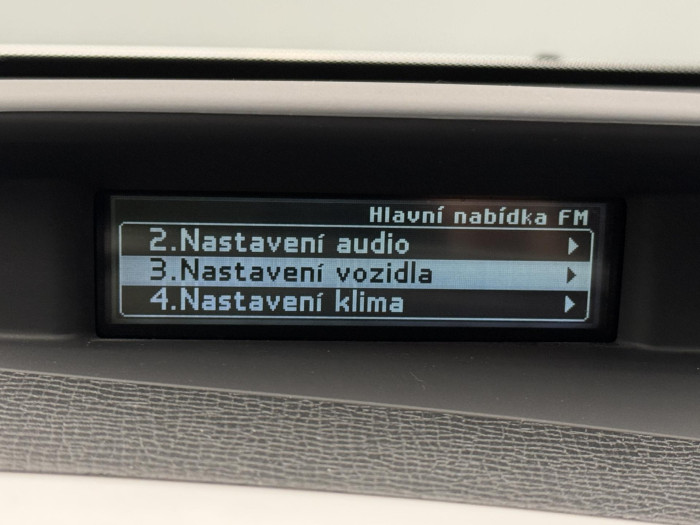 Hlavní nabídka FM
2.Nastavení audio
3.Nastavení vozidla
4.Nastavení klima